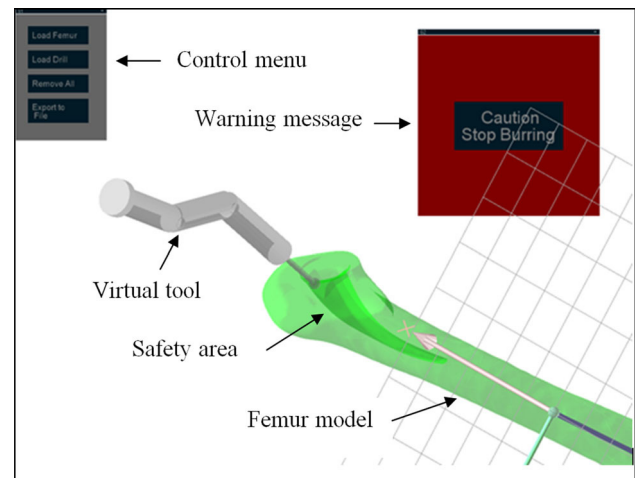 Load Femur
Load Drill
Remove All
Export to
File
Control menu
Warning message
Caution
Stop Burring
Virtual tool
Safety area
Femur model